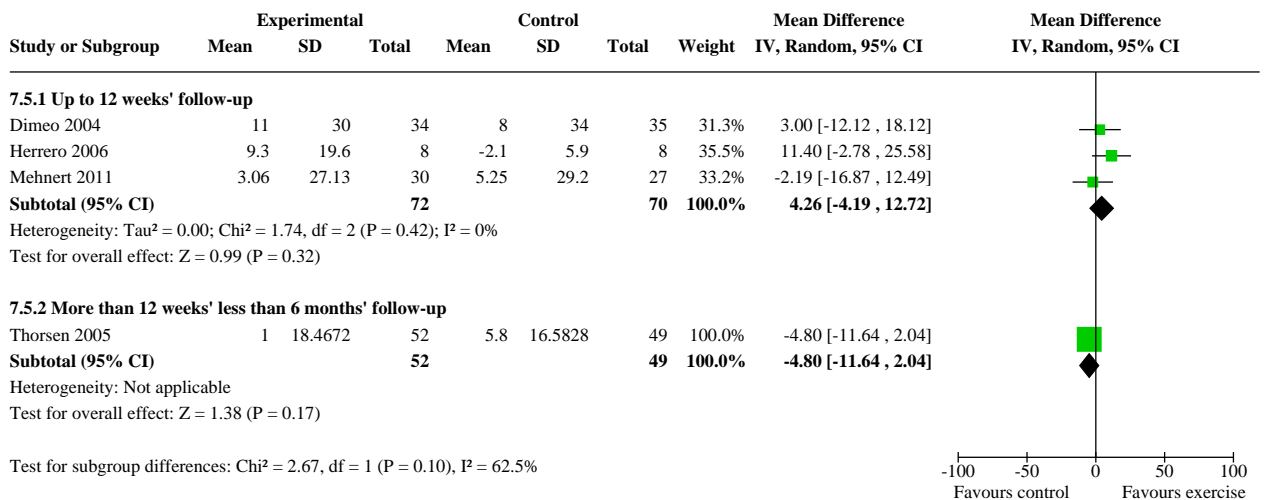 Experimental Control Mean Difference Mean Difference
Study or Subgroup Mean SD Total Mean SD Total Weight IV, Random, 95% CI IV, Random, 95% CI
7.5.1 Up to 12 weeks' follow-up
Dimeo 2004 11 30 34 8 34 35 31.3% 3.00 [-12.12 , 18.12]
Herrero 2006 9.3 19.6 8 -2.1 5.9 8 35.5% 11.40 [-2.78 , 25.58]
Mehnert 2011 3.06 27.13 30 5.25 29.2 27 33.2% -2.19 [-16.87 , 12.49]
Subtotal (95% CI) 72 70 100.0% 4.26 [-4.19 , 12.72]
Heterogeneity: Tau² = 0.00; Chi² = 1.74, df = 2 (P = 0.42); I² = 0%
Test for overall effect: Z = 0.99 (P = 0.32)
7.5.2 More than 12 weeks' less than 6 months' follow-up
Thorsen 2005 1 18.4672 52 5.8 16.5828 49 100.0% -4.80 [-11.64 , 2.04]
Subtotal (95% CI) 52 49 100.0% -4.80 [-11.64 , 2.04]
Heterogeneity: Not applicable
Test for overall effect: Z = 1.38 (P = 0.17)
Test for subgroup differences: Chi² = 2.67, df = 1 (P = 0.10), I² = 62.5%
-100 -50 0 50 100
Favours control Favours exercise